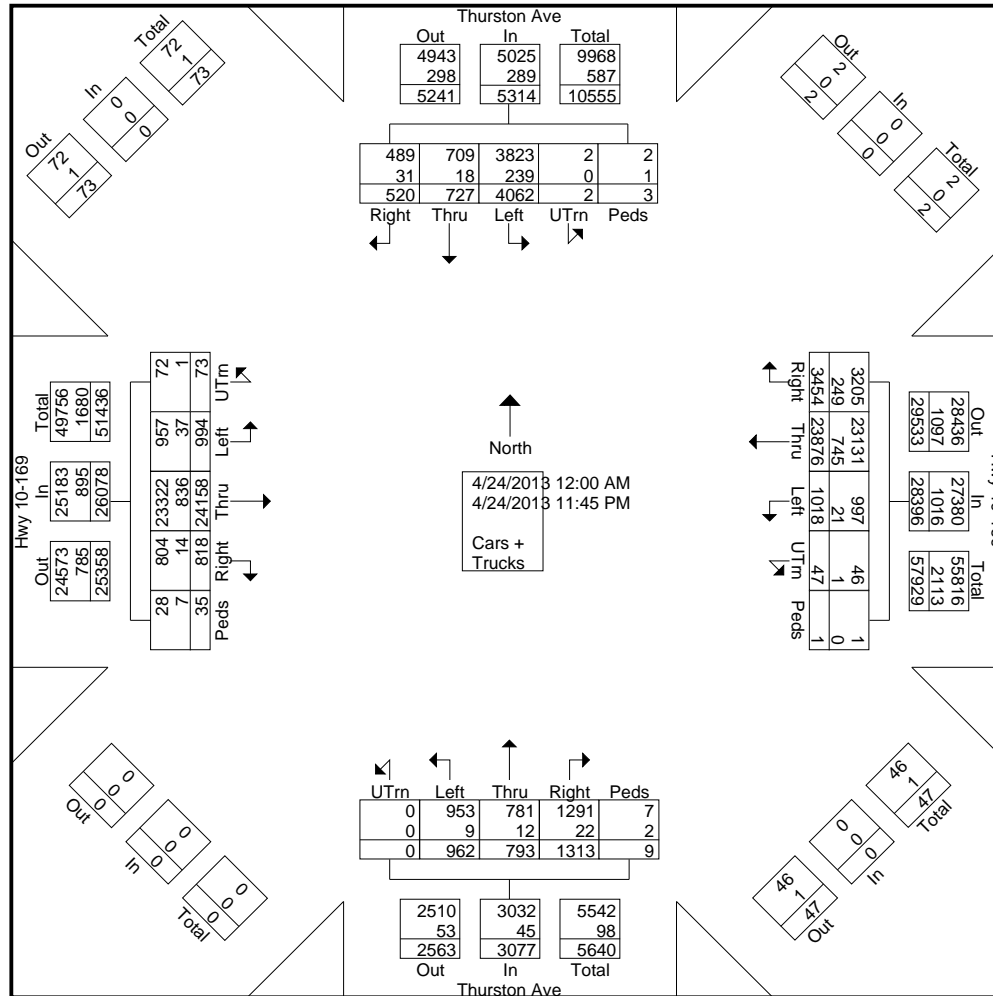 Thurston Ave
Out In Total
4943 5025 9968
298 289 587
5241 5314 10555
489 709 3823 2 2
31 18 239 0 1
520 727 4062 2 3
Right Thru Left UTrn Peds
Out In Total
72 0 72
1 0 1
73 0 73
Out In Total
2 0 2
0 0 0
2 0 2
Hwy 10-169
Total
49756
1680
51436
In
25183
895
26078
Out
24573
785
25358
72 1 73 UTrn
957 37 994 Left
23322 836 24158 Thru
804 14 818 Right
28 7 35 Peds
North
4/24/2013 12:00 AM
4/24/2013 11:45 PM
Cars +
Trucks
Right 3454 249 3205
Thru 23876 745 23131
Left 1018 21 997
UTrn 47 1 46
Peds 1 0 1
Out
28436
1097
29533
In
27380
1016
28396
Total
55816
2113
57929
UTrn Left Thru Right Peds
0 953 781 1291 7
0 9 12 22 2
0 962 793 1313 9
2510 3032 5542
53 45 98
2563 3077 5640
Out In Total
Thurston Ave
0 0 0
0 0 0
0 0 0
Out In Total
46 0 46
1 0 1
47 0 47
Out In Total